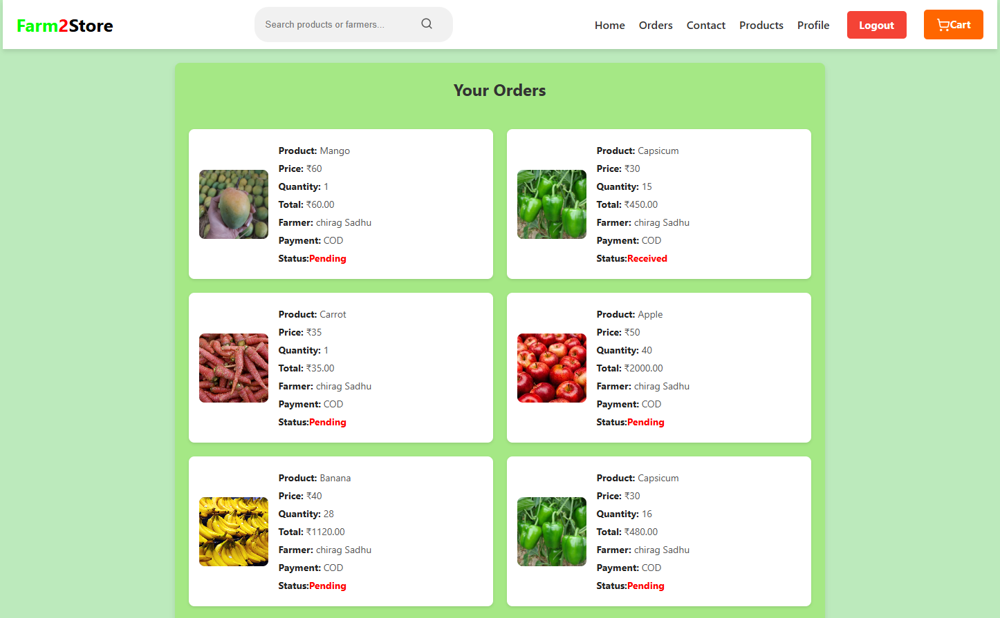 Farm2Store
Search products or farmers...
Home Orders Contact Products Profile Logout Cart
Your Orders
Product: Mango
Price: ₹60
Quantity: 1
Total: ₹60.00
Farmer: chirag Sadhu
Payment: COD
Status:Pending
Product: Capsicum
Price: ₹30
Quantity: 15
Total: ₹450.00
Farmer: chirag Sadhu
Payment: COD
Status:Received
Product: Carrot
Price: ₹35
Quantity: 1
Total: ₹35.00
Farmer: chirag Sadhu
Payment: COD
Status:Pending
Product: Apple
Price: ₹50
Quantity: 40
Total: ₹2000.00
Farmer: chirag Sadhu
Payment: COD
Status:Pending
Product: Banana
Price: ₹40
Quantity: 28
Total: ₹1120.00
Farmer: chirag Sadhu
Payment: COD
Status:Pending
Product: Capsicum
Price: ₹30
Quantity: 16
Total: ₹480.00
Farmer: chirag Sadhu
Payment: COD
Status:Pending